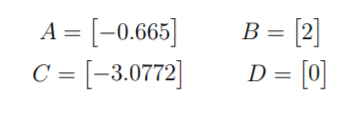 A = [−0.665] B = [2]
C = [−3.0772] D = [0]